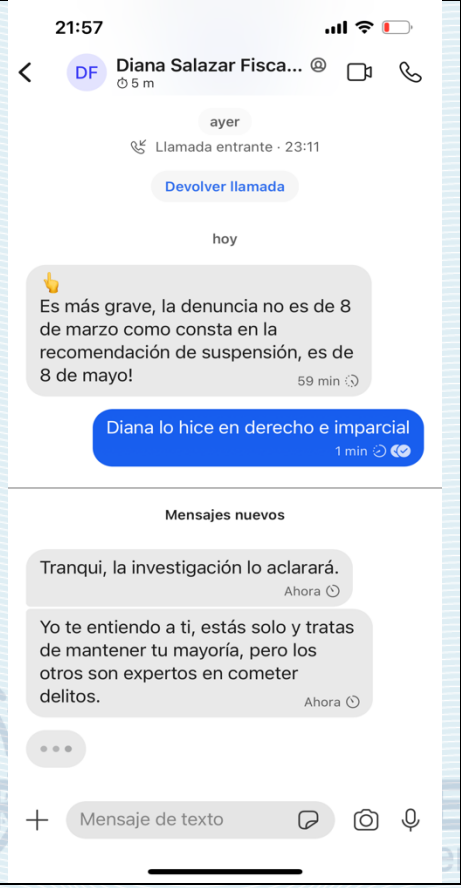 21:57
DF
Diana Salazar Fisca...
5 m
ayer
Llamada entrante · 23:11
Devolver llamada
hoy
👆
Es más grave, la denuncia no es de 8
de marzo como consta en la
recomendación de suspensión, es de
8 de mayo!
59 min
Diana lo hice en derecho e imparcial
1 min
Mensajes nuevos
Tranqui, la investigación lo aclarará.
Ahora
Yo te entiendo a ti, estás solo y tratas
de mantener tu mayoría, pero los
otros son expertos en cometer
delitos.
Ahora
Mensaje de texto